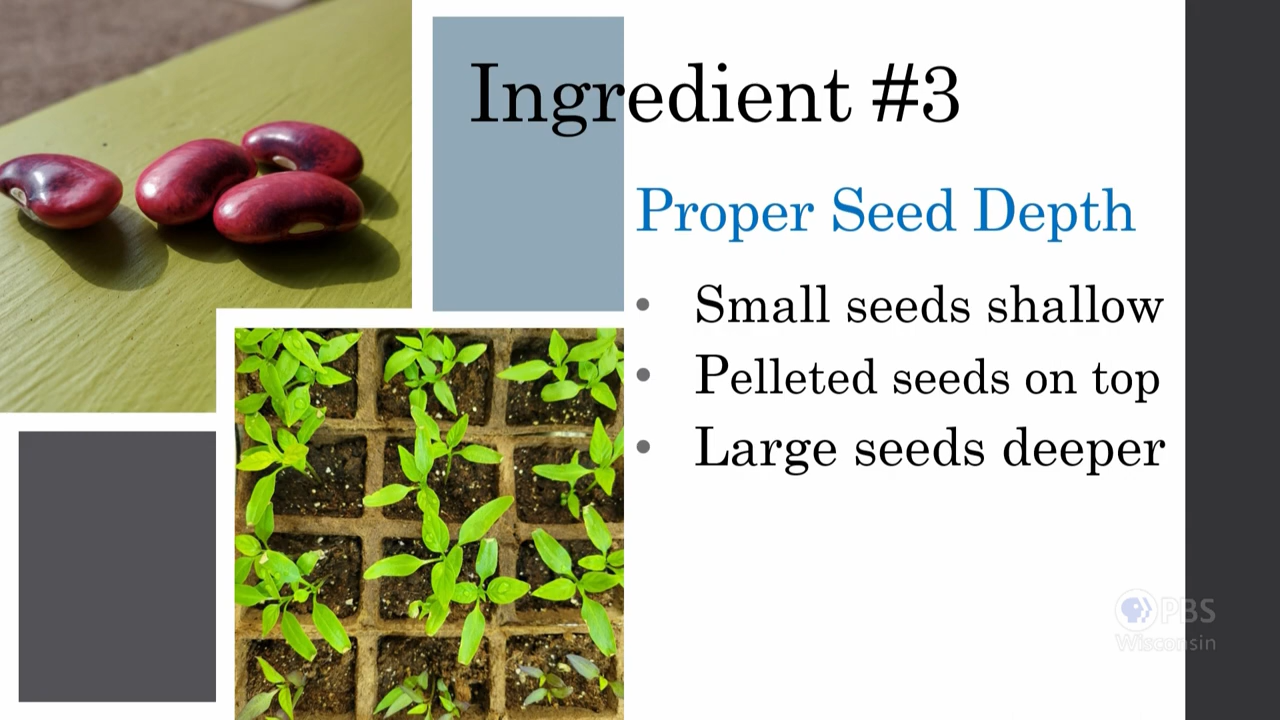 Ingredient #3
Proper Seed Depth
• Small seeds shallow
• Pelleted seeds on top
• Large seeds deeper
PBS
Wisconsin